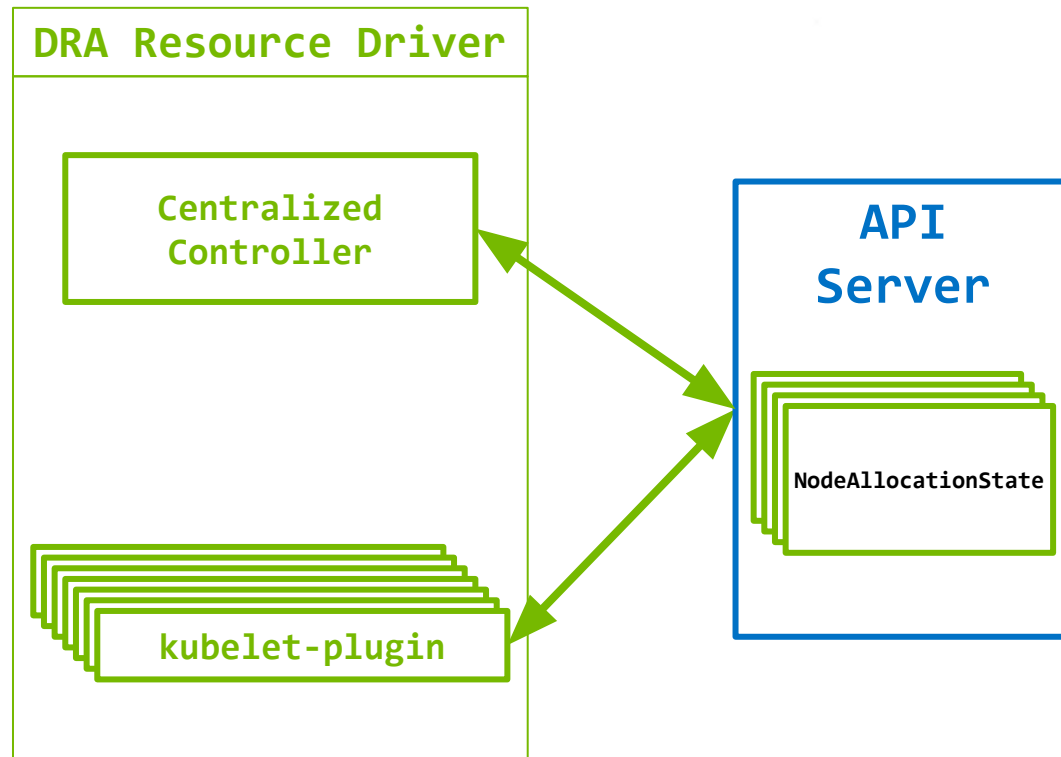 DRA Resource Driver
Centralized
Controller
API
Server
NodeAllocationState
kubelet-plugin